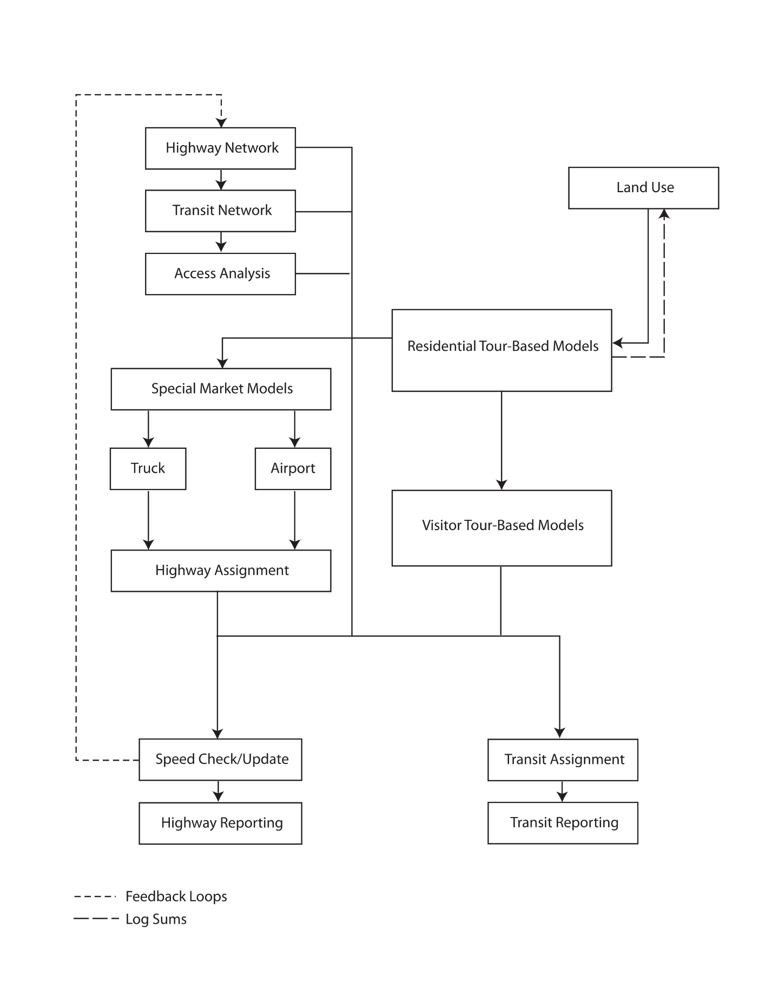 Highway Network
Transit Network
Access Analysis
Land Use
Residential Tour-Based Models
Special Market Models
Truck
Airport
Visitor Tour-Based Models
Highway Assignment
Speed Check/Update
Transit Assignment
Highway Reporting
Transit Reporting
Feedback Loops
Log Sums